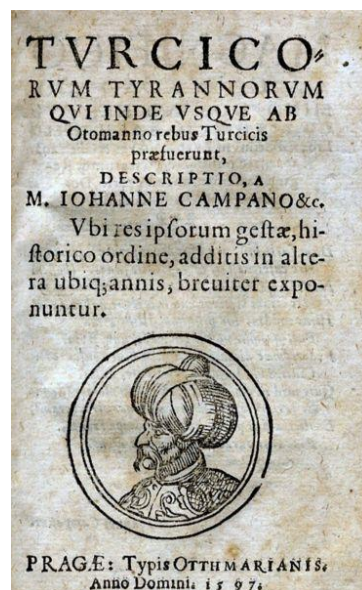 TVRCICO⸗
RVM TYRANNORVM
QVI INDE VSQVE AB
Otomanno rebus Turcicis
præfuerunt,
DESCRIPTIO, A
M. IOHANNE CAMPANO &c.
Vbi res ipſorum geſtæ, hi-
ſtorico ordine, additis in alte-
ra ubiq; annis, breuiter expo-
nuntur.
PRAGÆ: Typis OTTHMARIANIS.
Anno Domini. 1597.